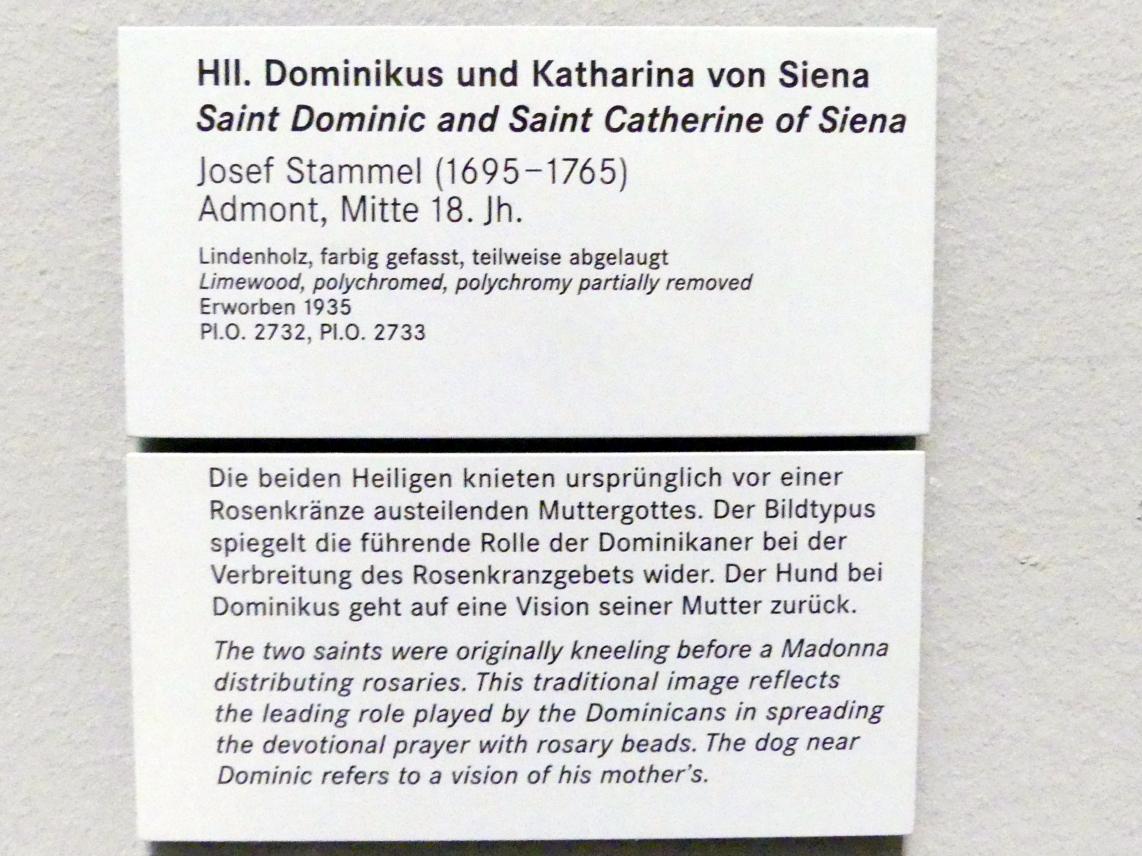 Hll. Dominikus und Katharina von Siena
Saint Dominic and Saint Catherine of Siena
Josef Stammel (1695–1765)
Admont, Mitte 18. Jh.
Lindenholz, farbig gefasst, teilweise abgelaugt
Limewood, polychromed, polychromy partially removed
Erworben 1935
Pl.O. 2732, Pl.O. 2733
Die beiden Heiligen knieten ursprünglich vor einer
Rosenkränze austeilenden Muttergottes. Der Bildtypus
spiegelt die führende Rolle der Dominikaner bei der
Verbreitung des Rosenkranzgebets wider. Der Hund bei
Dominikus geht auf eine Vision seiner Mutter zurück.
The two saints were originally kneeling before a Madonna
distributing rosaries. This traditional image reflects
the leading role played by the Dominicans in spreading
the devotional prayer with rosary beads. The dog near
Dominic refers to a vision of his mother's.